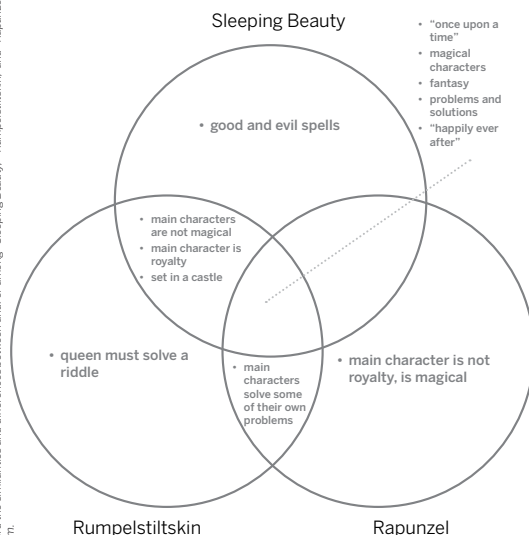 Sleeping Beauty
• "once upon a
time"
• magical
characters
• fantasy
• problems and
solutions
• "happily ever
after"
• good and evil spells
• main characters
are not magical
• main character is
royalty
• set in a castle
• queen must solve a
riddle
• main
characters
solve some
of their own
problems
• main character is not
royalty, is magical
Rumpelstiltskin
Rapunzel